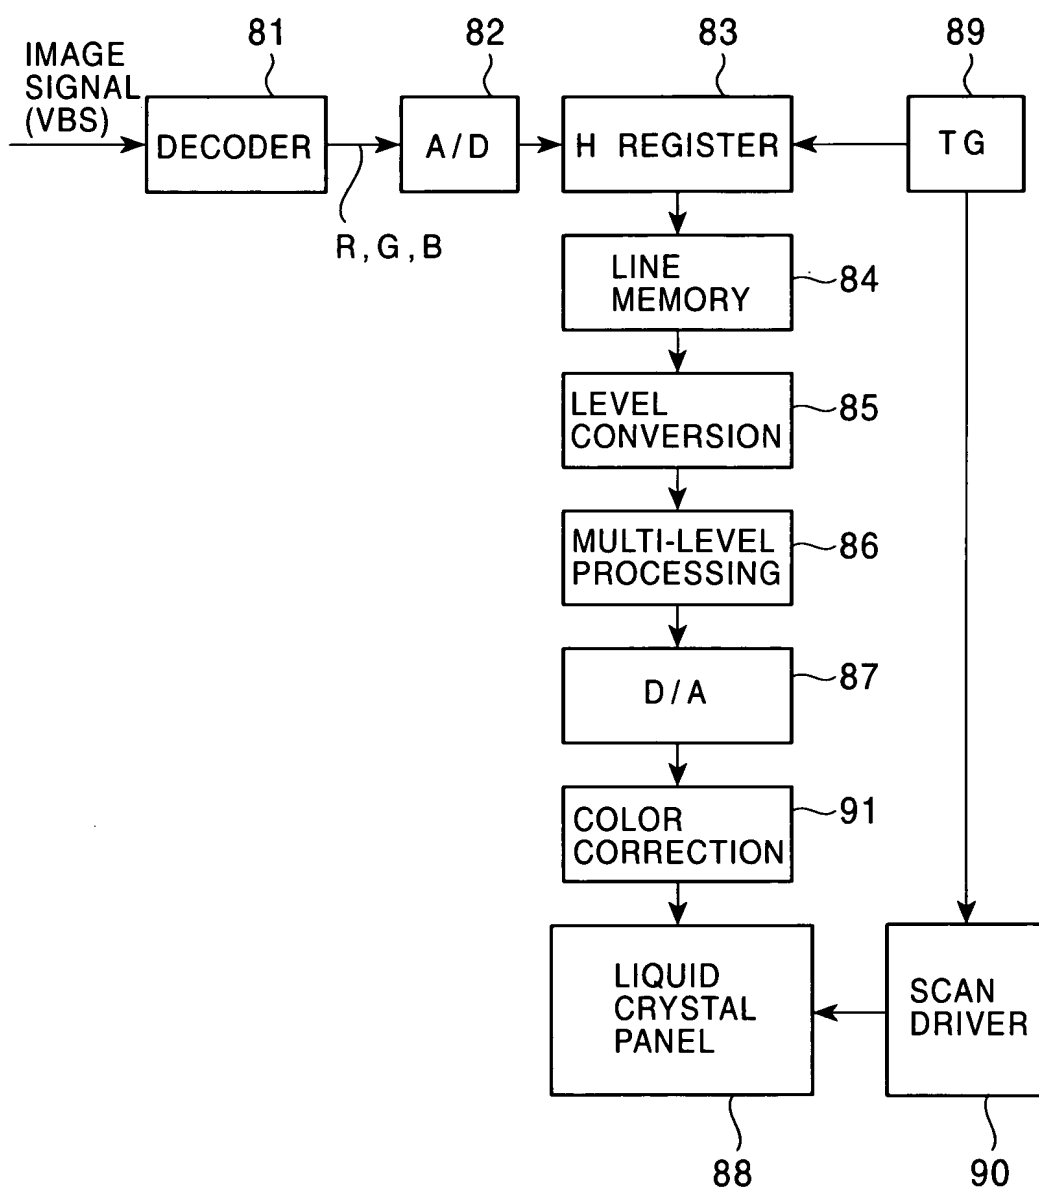 81
82
83
89
IMAGE
SIGNAL
(VBS)
DECODER
A/D
H REGISTER
TG
R, G, B
LINE
MEMORY
84
LEVEL
CONVERSION
85
MULTI-LEVEL
PROCESSING
86
D/A
87
COLOR
CORRECTION
91
LIQUID
CRYSTAL
PANEL
SCAN
DRIVER
88
90